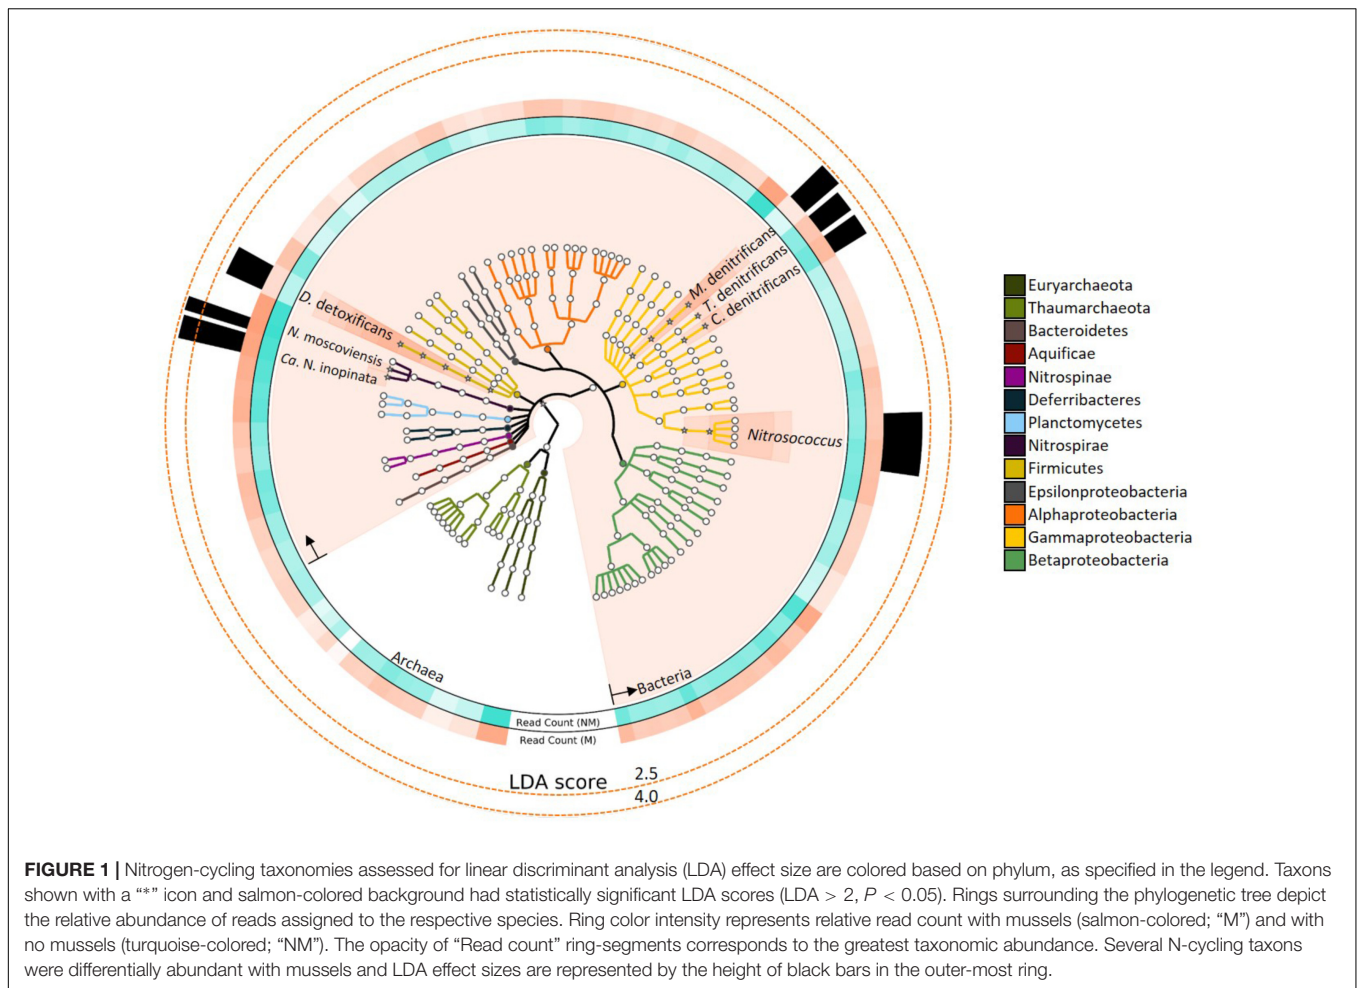 M. denitrificans
T. denitrificans
C. denitrificans
D. detoxificans
N. moscoviensis
Ca. N. inopinata
Nitrosococcus
Archaea
Bacteria
Read Count (NM)
Read Count (M)
LDA score
2.5
4.0
Euryarchaeota
Thaumarchaeota
Bacteroidetes
Aquificae
Nitrospinae
Deferribacteres
Planctomycetes
Nitrospirae
Firmicutes
Epsilonproteobacteria
Alphaproteobacteria
Gammaproteobacteria
Betaproteobacteria
FIGURE 1 | Nitrogen-cycling taxonomies assessed for linear discriminant analysis (LDA) effect size are colored based on phylum, as specified in the legend. Taxons
shown with a “*” icon and salmon-colored background had statistically significant LDA scores (LDA > 2, P < 0.05). Rings surrounding the phylogenetic tree depict
the relative abundance of reads assigned to the respective species. Ring color intensity represents relative read count with mussels (salmon-colored; “M”) and with
no mussels (turquoise-colored; “NM”). The opacity of “Read count” ring-segments corresponds to the greatest taxonomic abundance. Several N-cycling taxons
were differentially abundant with mussels and LDA effect sizes are represented by the height of black bars in the outer-most ring.